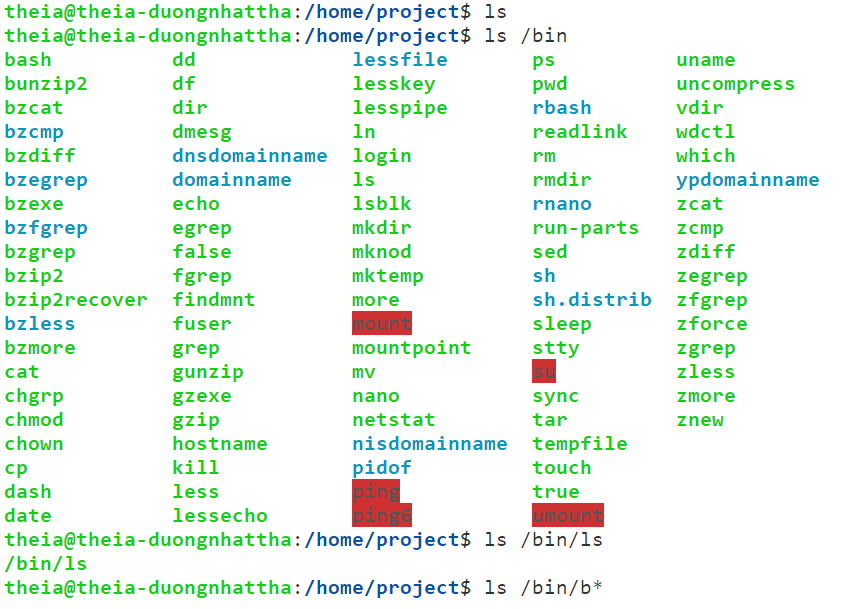 theia@theia-duongnhattha:/home/project$ ls
theia@theia-duongnhattha:/home/project$ ls /bin
bash dd lessfile ps uname
bunzip2 df lesskey pwd uncompress
bzcat dir lesspipe rbash vdir
bzcmp dmesg ln readlink wdctl
bzdiff dnsdomainname login rm which
bzegrep domainname ls rmdir ypdomainname
bzexe echo lsblk rnano zcat
bzfgrep egrep mkdir run-parts zcmp
bzgrep false mknod sed zdiff
bzip2 fgrep mktemp sh zegrep
bzip2recover findmnt more sh.distrib zfgrep
bzless fuser mount sleep zforce
bzmore grep mountpoint stty zgrep
cat gunzip mv su zless
chgrp gzexe nano sync zmore
chmod gzip netstat tar znew
chown hostname nisdomainname tempfile
cp kill pidof touch
dash less ping true
date lessecho ping6 umount
theia@theia-duongnhattha:/home/project$ ls /bin/ls
/bin/ls
theia@theia-duongnhattha:/home/project$ ls /bin/b*